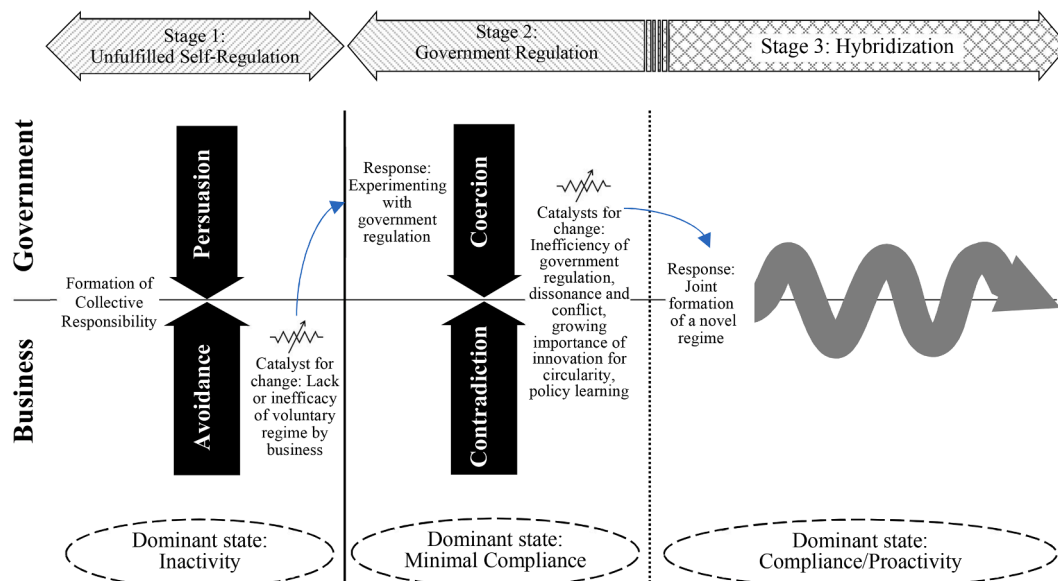 Stage 1:
Unfulfilled Self-Regulation
Stage 2:
Government Regulation
Stage 3: Hybridization
Government
Business
Formation of
Collective
Responsibility
Persuasion
Avoidance
Catalyst for
change: Lack
or inefficacy
of voluntary
regime by
business
Response:
Experimenting
with
government
regulation
Coercion
Contradiction
Catalysts for
change:
Inefficiency of
government
regulation,
dissonance and
conflict,
growing
importance of
innovation for
circularity,
policy learning
Response:
Joint
formation
of a novel
regime
Dominant state:
Inactivity
Dominant state:
Minimal Compliance
Dominant state:
Compliance/Proactivity